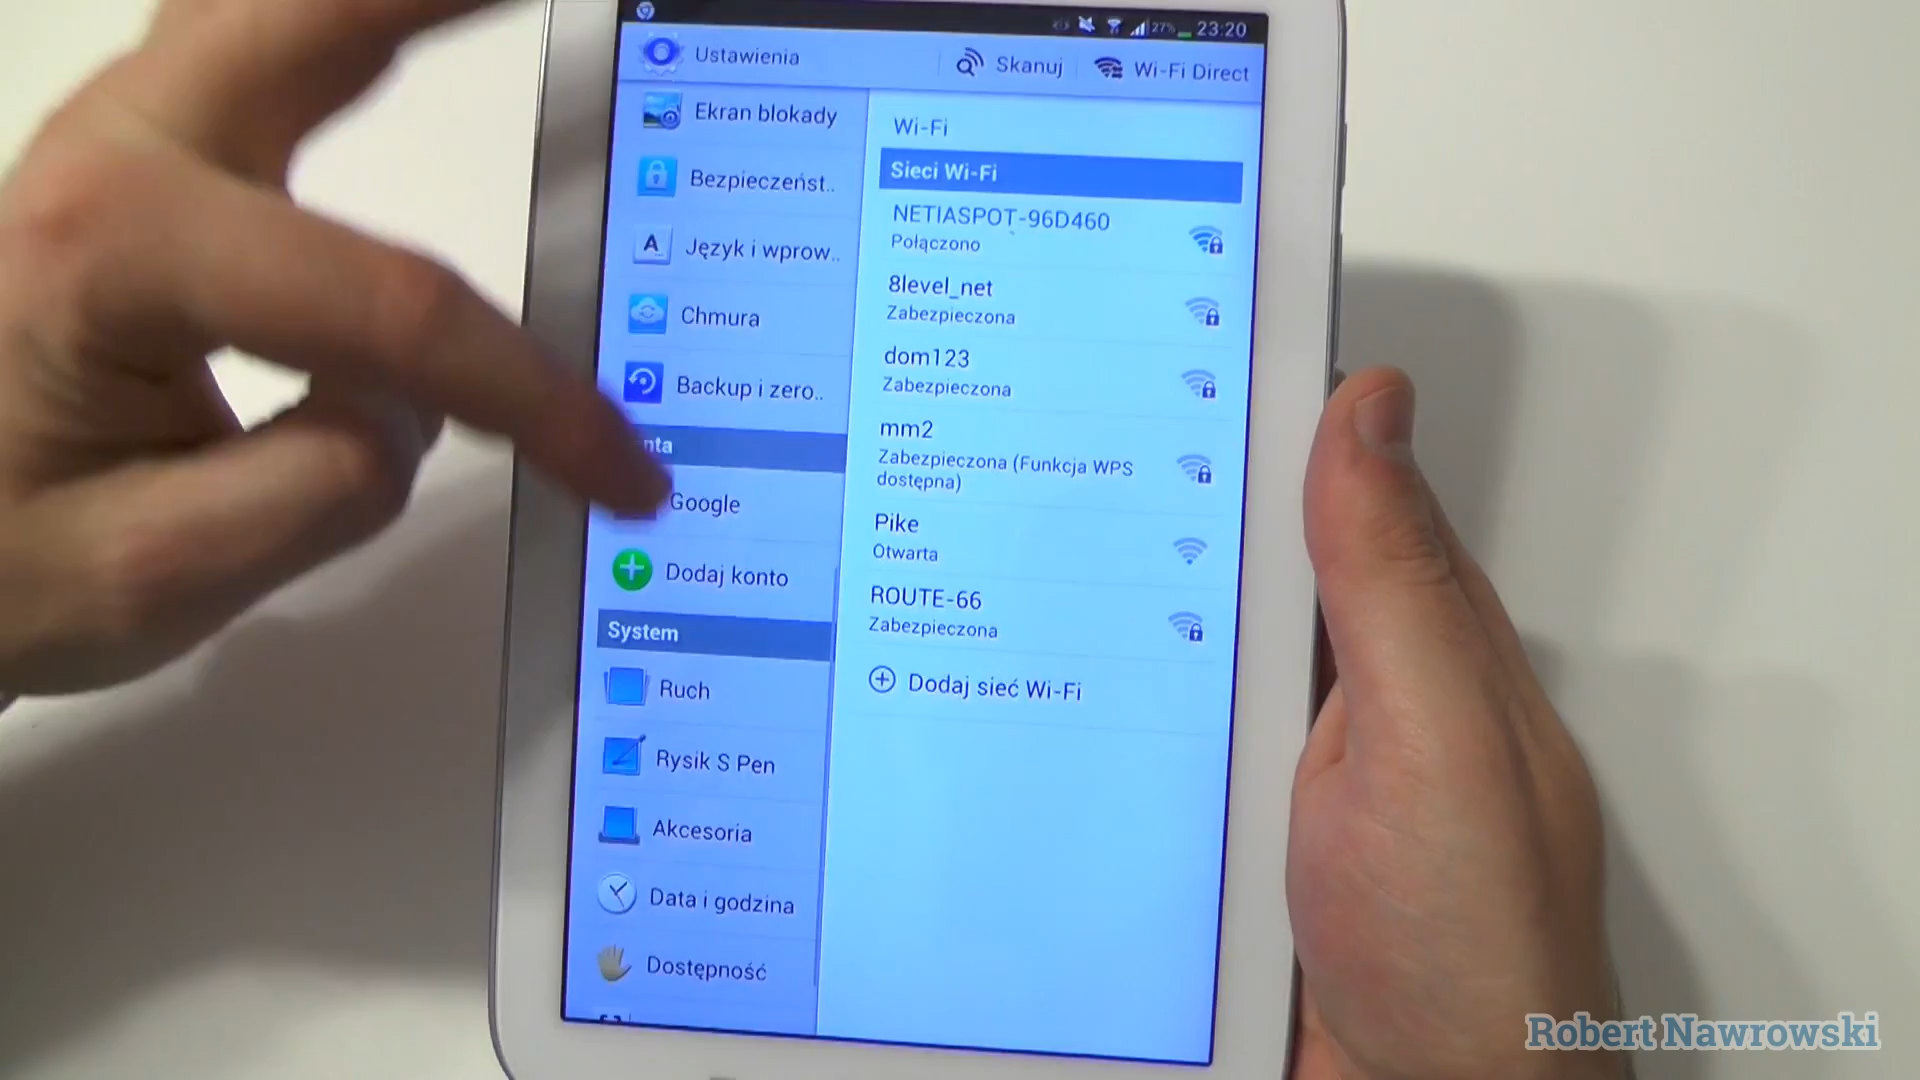 27% 23:20
Ustawienia
Skanuj
Wi-Fi Direct
Ekran blokady
Bezpieczeńst..
Język i wprow..
Chmura
Backup i zero..
nta
Google
Dodaj konto
System
Ruch
Rysik S Pen
Akcesoria
Data i godzina
Dostępność
Wi-Fi
Sieci Wi-Fi
NETIASPOT-96D460
Połączono
8level_net
Zabezpieczona
dom123
Zabezpieczona
mm2
Zabezpieczona (Funkcja WPS
dostępna)
Pike
Otwarta
ROUTE-66
Zabezpieczona
Dodaj sieć Wi-Fi
Robert Nawrowski